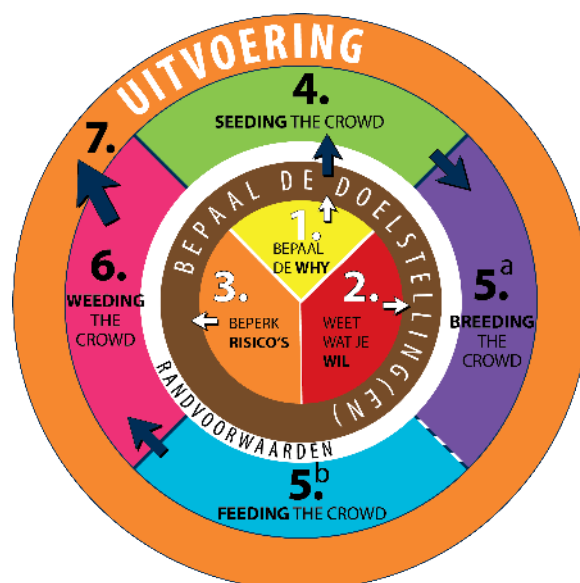 UITVOERING
7.
4.
SEEDING THE CROWD
BEPAAL DE DOELSTELLING(EN)
1.
BEPAAL
DE WHY
2.
WEET
WAT JE
WIL
3.
BEPERK
RISICO'S
RANDVOORWAARDEN
5.a
BREEDING
THE
CROWD
5.b
FEEDING THE CROWD
6.
WEEDING
THE
CROWD